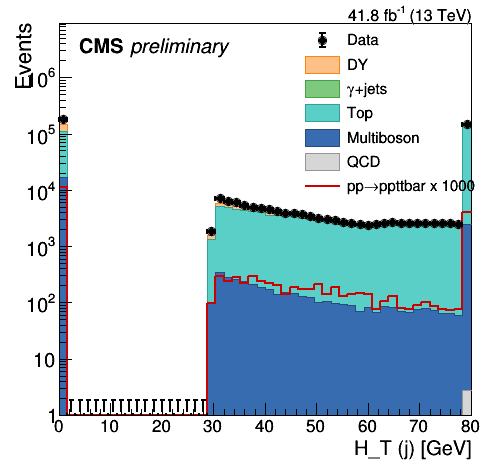 41.8 fb⁻¹ (13 TeV)
CMS preliminary
Events
Data
DY
γ+jets
Top
Multiboson
QCD
pp→ppttbar x 1000
10⁶
10⁵
10⁴
10³
10²
10
1
0 10 20 30 40 50 60 70 80
H_T (j) [GeV]